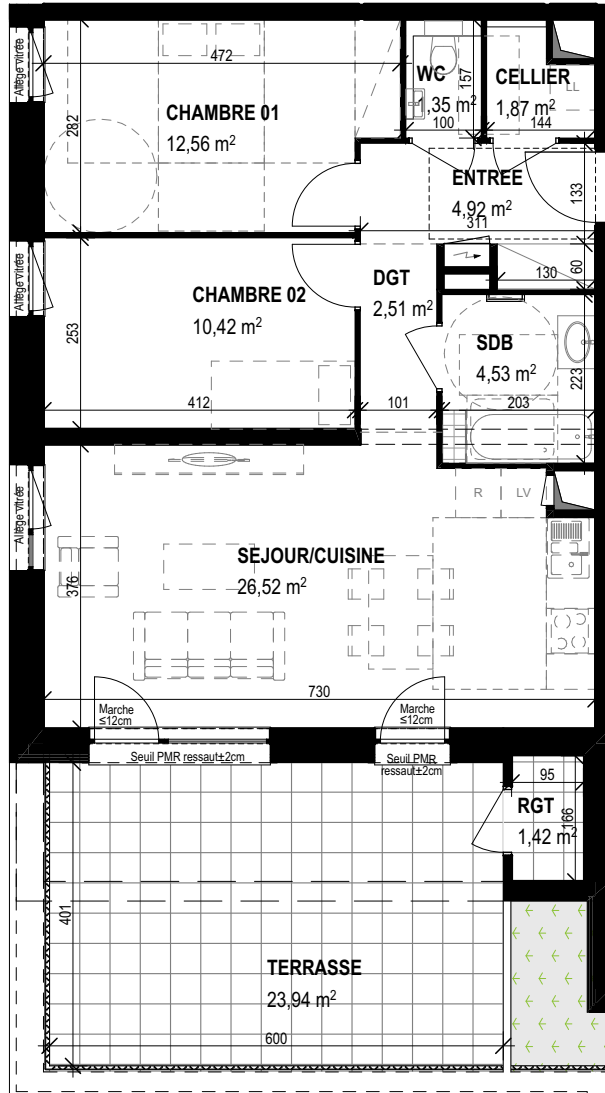 Allège vitrée
472
282
CHAMBRE 01
12,56 m²
WC
1,35 m²
157
100
CELLIER
1,87 m²
LL
144
ENTREE
4,92 m²
311
133
60
130
Allège vitrée
253
CHAMBRE 02
10,42 m²
DGT
2,51 m²
SDB
4,53 m²
223
412
101
203
Allège vitrée
R
LV
376
SEJOUR/CUISINE
26,52 m²
730
Marche
≤12cm
Marche
≤12cm
Seuil PMR ressaut±2cm
Seuil PMR
ressaut±2cm
95
RGT
1,42 m²
166
401
TERRASSE
23,94 m²
600